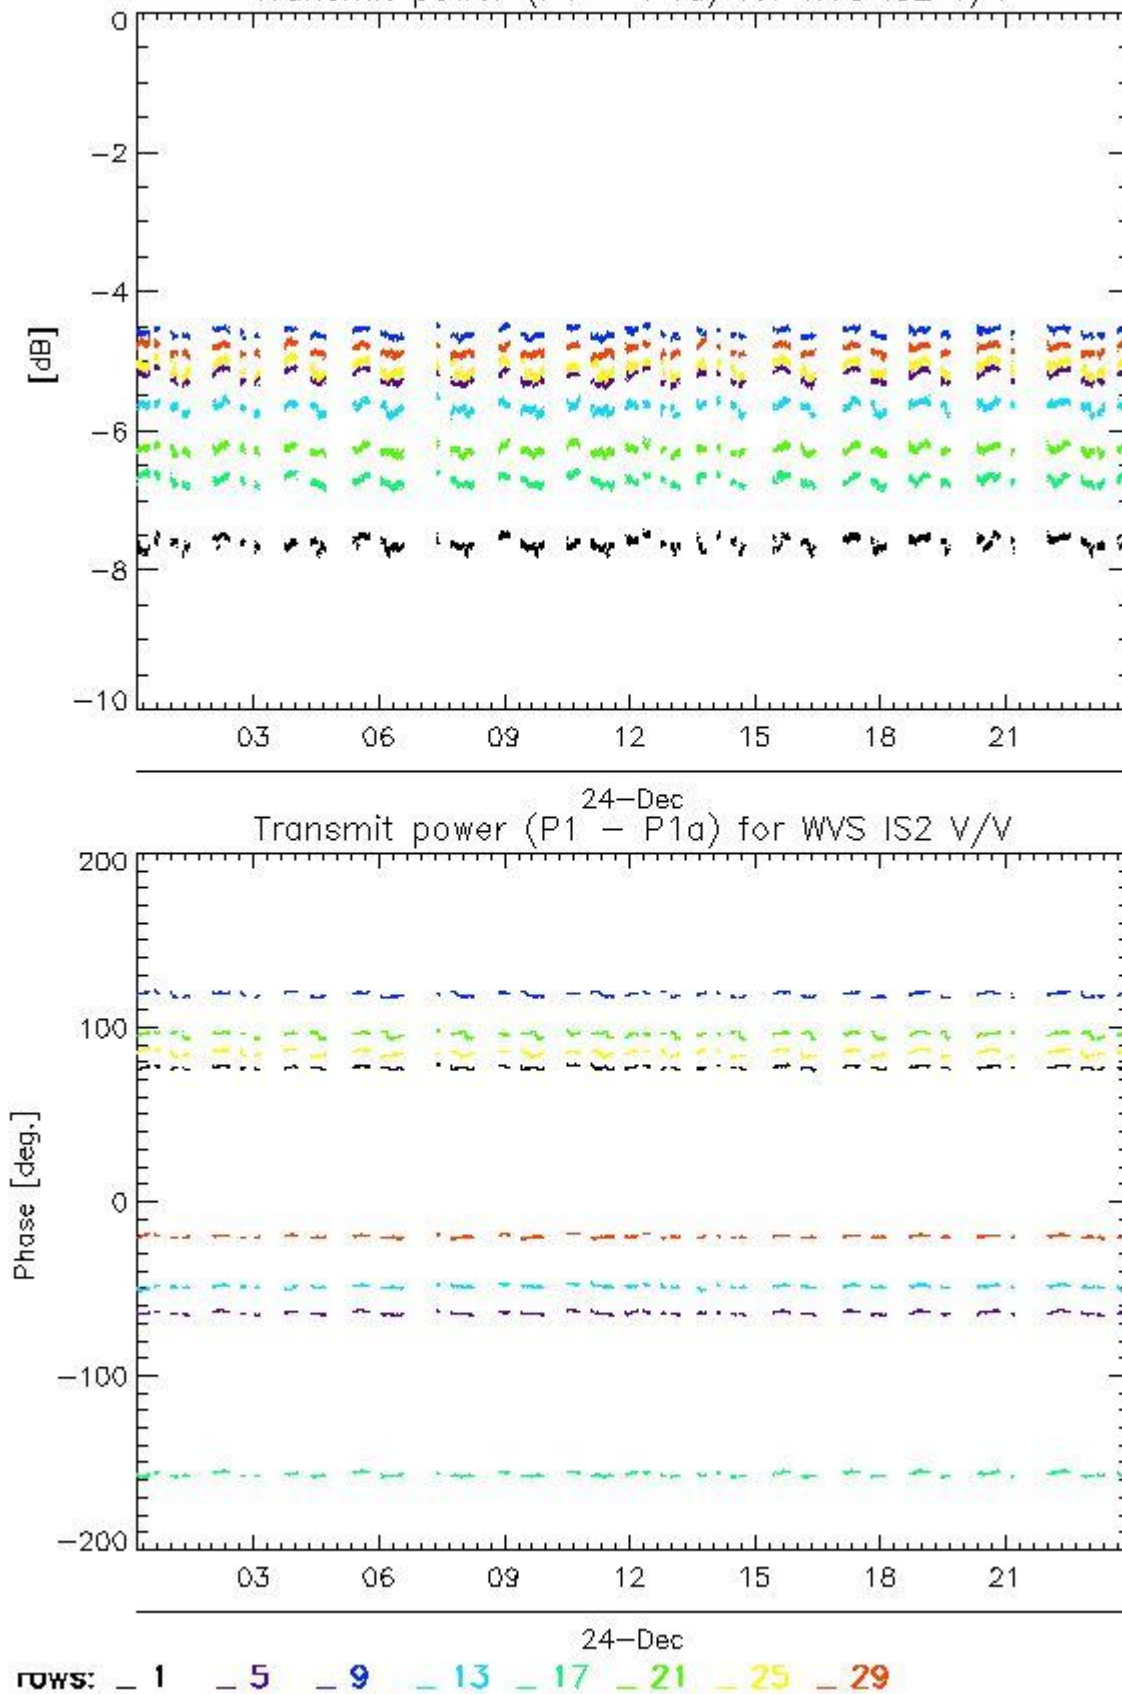 0
−2
−4
[dB]
−6
−8
−10
03 06 09 12 15 18 21
24−Dec
Transmit power (P1 − P1a) for WVS IS2 V/V
200
100
0
Phase [deg.]
−100
−200
03 06 09 12 15 18 21
24−Dec
rows: _ 1 _ 5 _ 9 _ 13 _ 17 _ 21 _ 25 _ 29